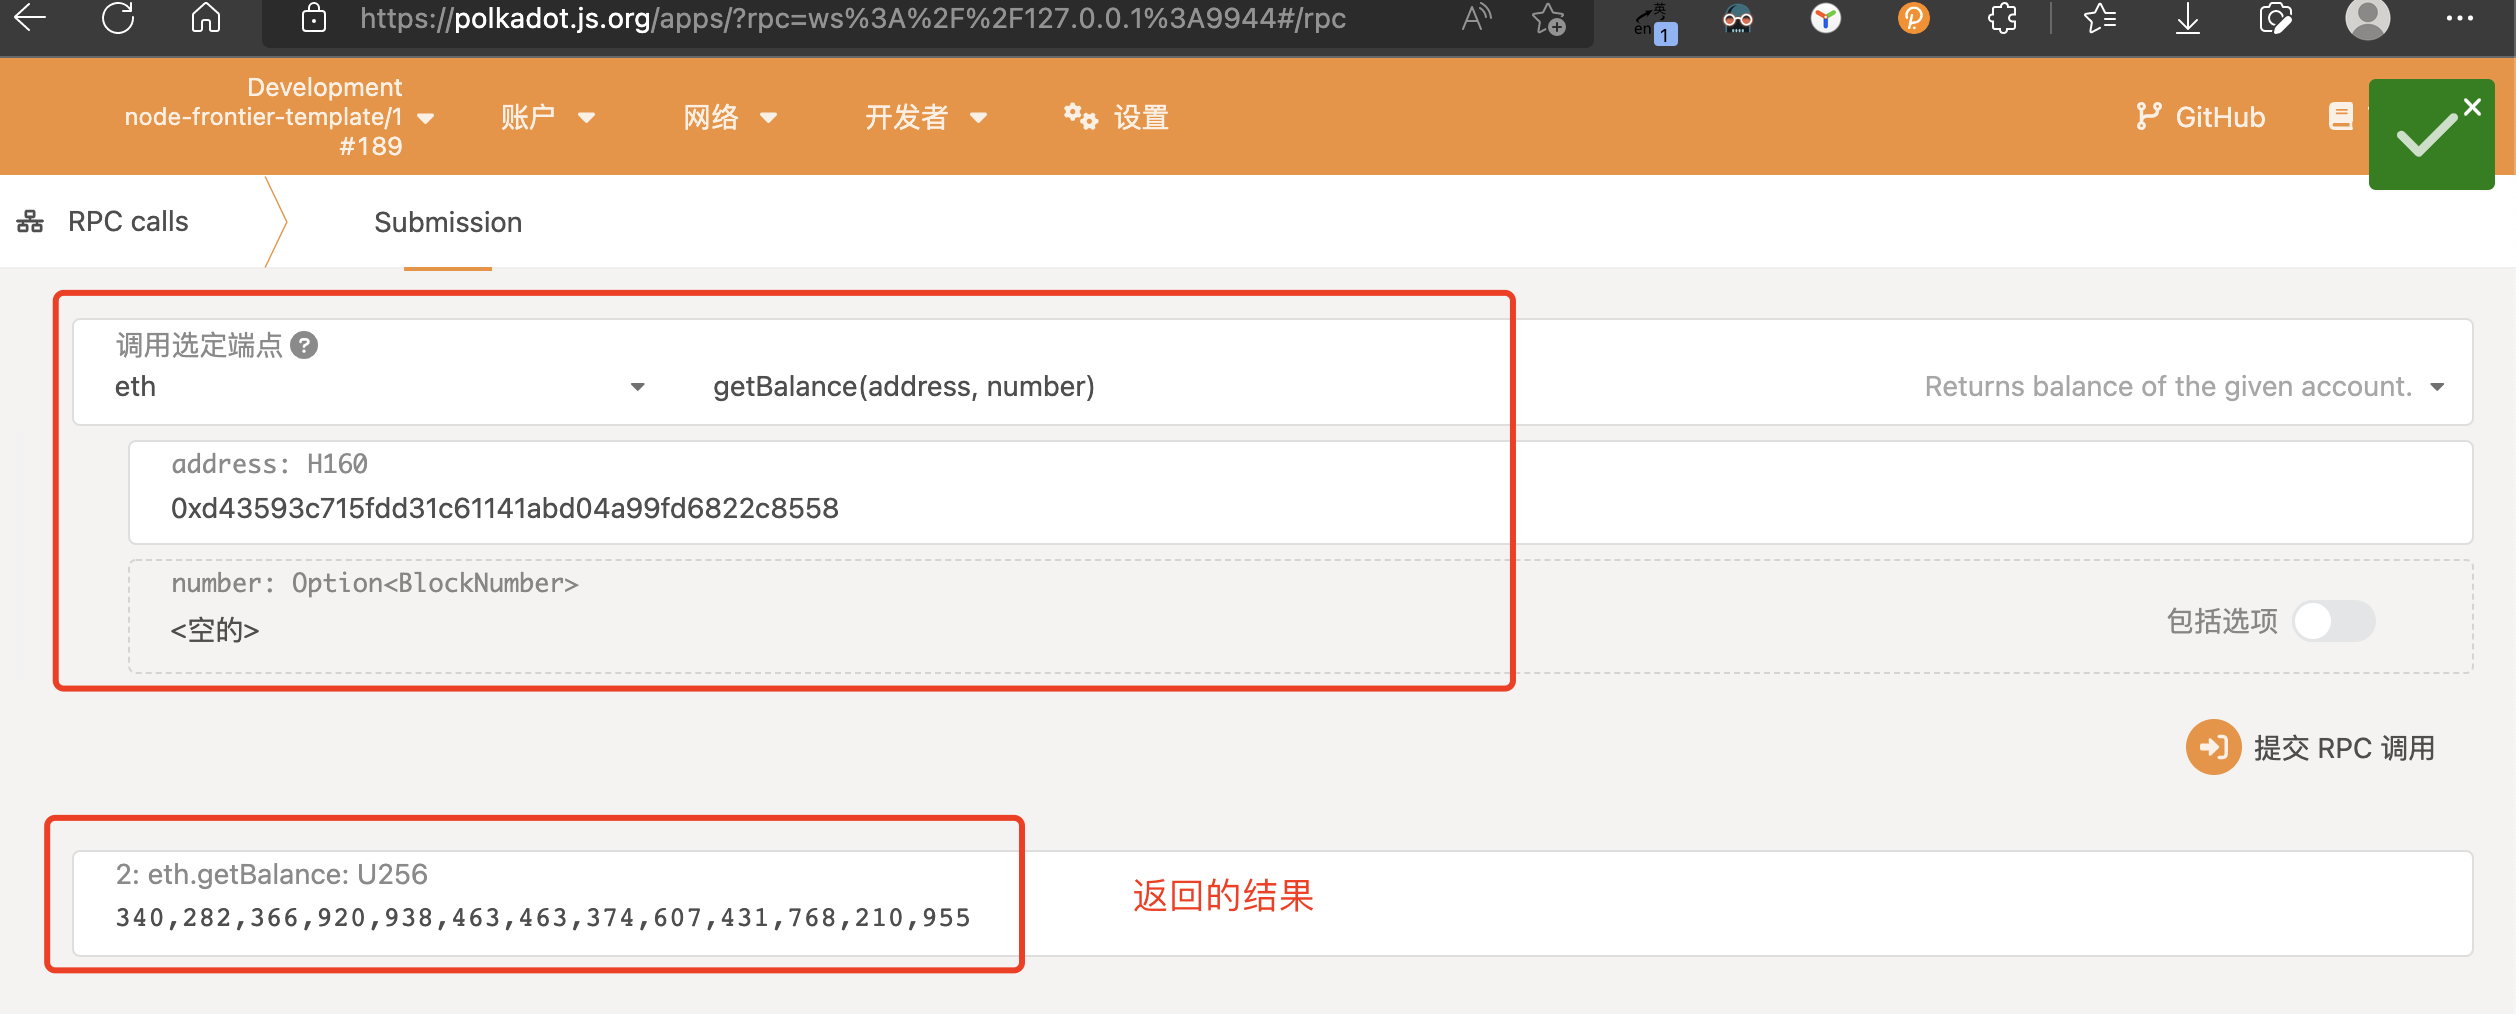 https://polkadot.js.org/apps/?rpc=ws%3A%2F%2F127.0.0.1%3A9944#/rpc
A
英
en
1
Development
node-frontier-template/1
#189
账户
网络
开发者
设置
GitHub
RPC calls
Submission
调用选定端点 ?
eth
getBalance(address, number)
Returns balance of the given account.
address: H160
0xd43593c715fdd31c61141abd04a99fd6822c8558
number: Option<BlockNumber>
<空的>
包括选项
提交 RPC 调用
2: eth.getBalance: U256
340,282,366,920,938,463,463,374,607,431,768,210,955
返回的结果